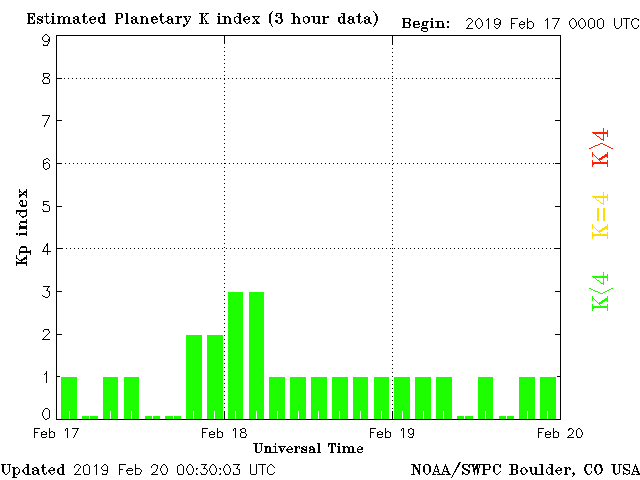 Estimated Planetary K index (3 hour data)
Begin: 2019 Feb 17 0000 UTC
9
8
7
6
5
4
3
2
1
0
Kp index
K>4
K=4
K<4
Feb 17
Feb 18
Feb 19
Feb 20
Universal Time
Updated 2019 Feb 20 00:30:03 UTC
NOAA/SWPC Boulder, CO USA